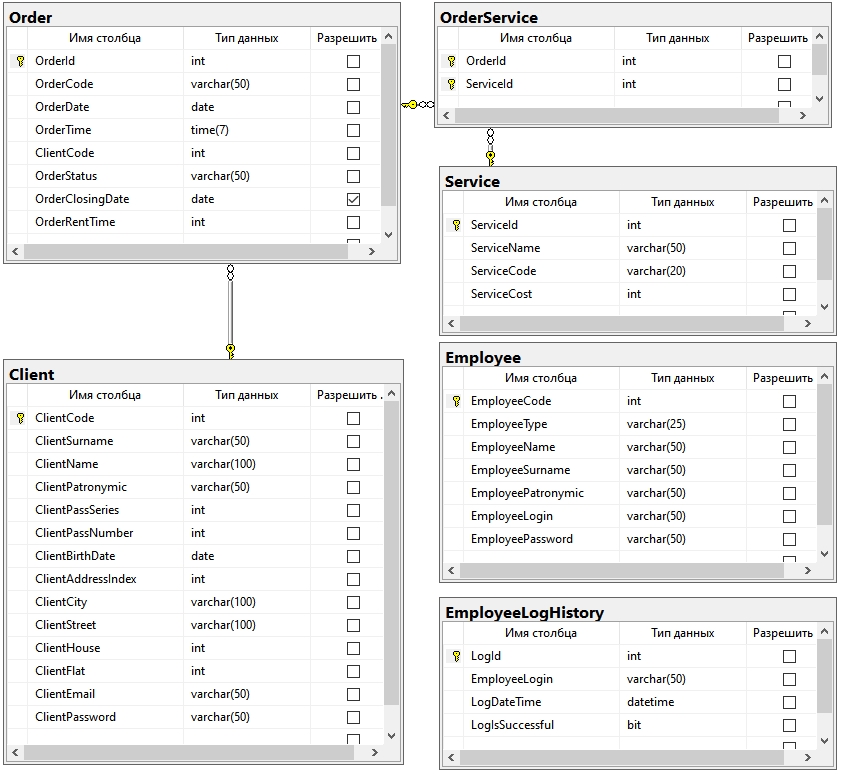 Order
Имя столбца Тип данных Разрешить
OrderId int
OrderCode varchar(50)
OrderDate date
OrderTime time(7)
ClientCode int
OrderStatus varchar(50)
OrderClosingDate date
OrderRentTime int
OrderService
Имя столбца Тип данных Разрешить
OrderId int
ServiceId int
Service
Имя столбца Тип данных Разрешить
ServiceId int
ServiceName varchar(50)
ServiceCode varchar(20)
ServiceCost int
Client
Имя столбца Тип данных Разрешить .
ClientCode int
ClientSurname varchar(50)
ClientName varchar(100)
ClientPatronymic varchar(50)
ClientPassSeries int
ClientPassNumber int
ClientBirthDate date
ClientAddressIndex int
ClientCity varchar(100)
ClientStreet varchar(100)
ClientHouse int
ClientFlat int
ClientEmail varchar(50)
ClientPassword varchar(50)
Employee
Имя столбца Тип данных Разрешить
EmployeeCode int
EmployeeType varchar(25)
EmployeeName varchar(50)
EmployeeSurname varchar(50)
EmployeePatronymic varchar(50)
EmployeeLogin varchar(50)
EmployeePassword varchar(50)
EmployeeLogHistory
Имя столбца Тип данных Разрешить
LogId int
EmployeeLogin varchar(50)
LogDateTime datetime
LogIsSuccessful bit